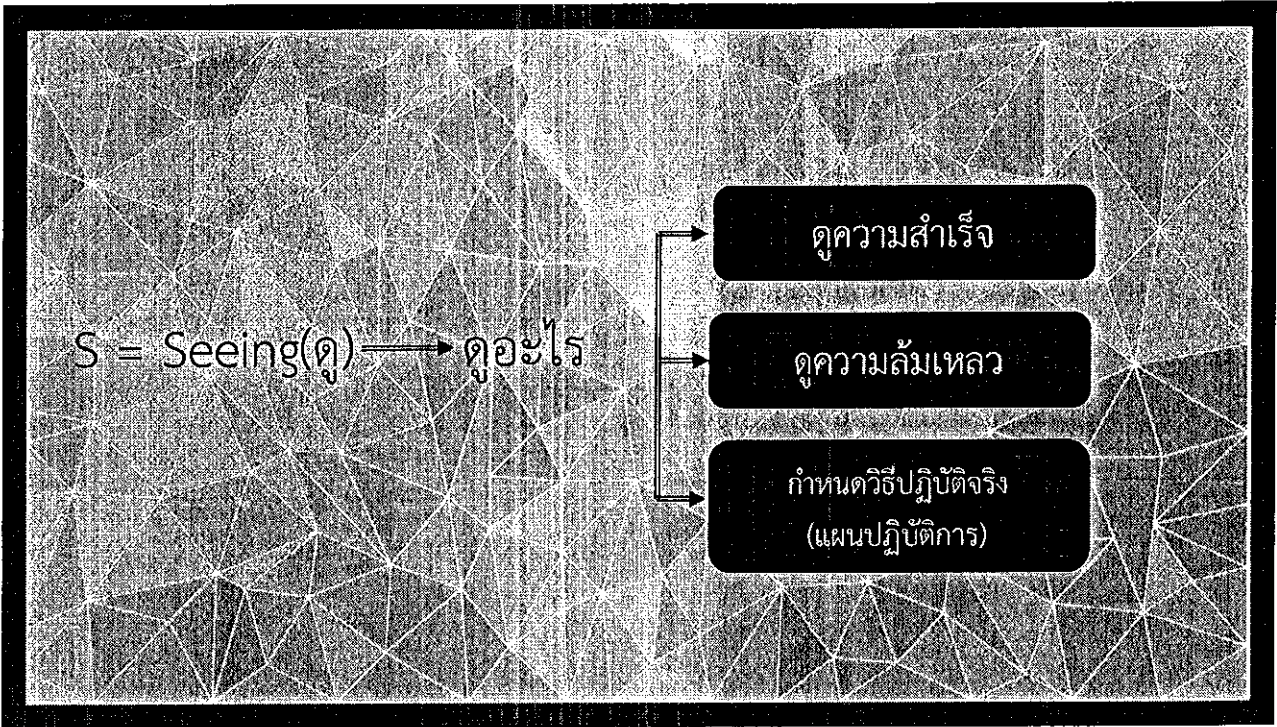 S = Seeing(ดู) → ดูอะไร
ดูความสำเร็จ
ดูความล้มเหลว
กำหนดวิธีปฏิบัติจริง
(แผนปฏิบัติการ)